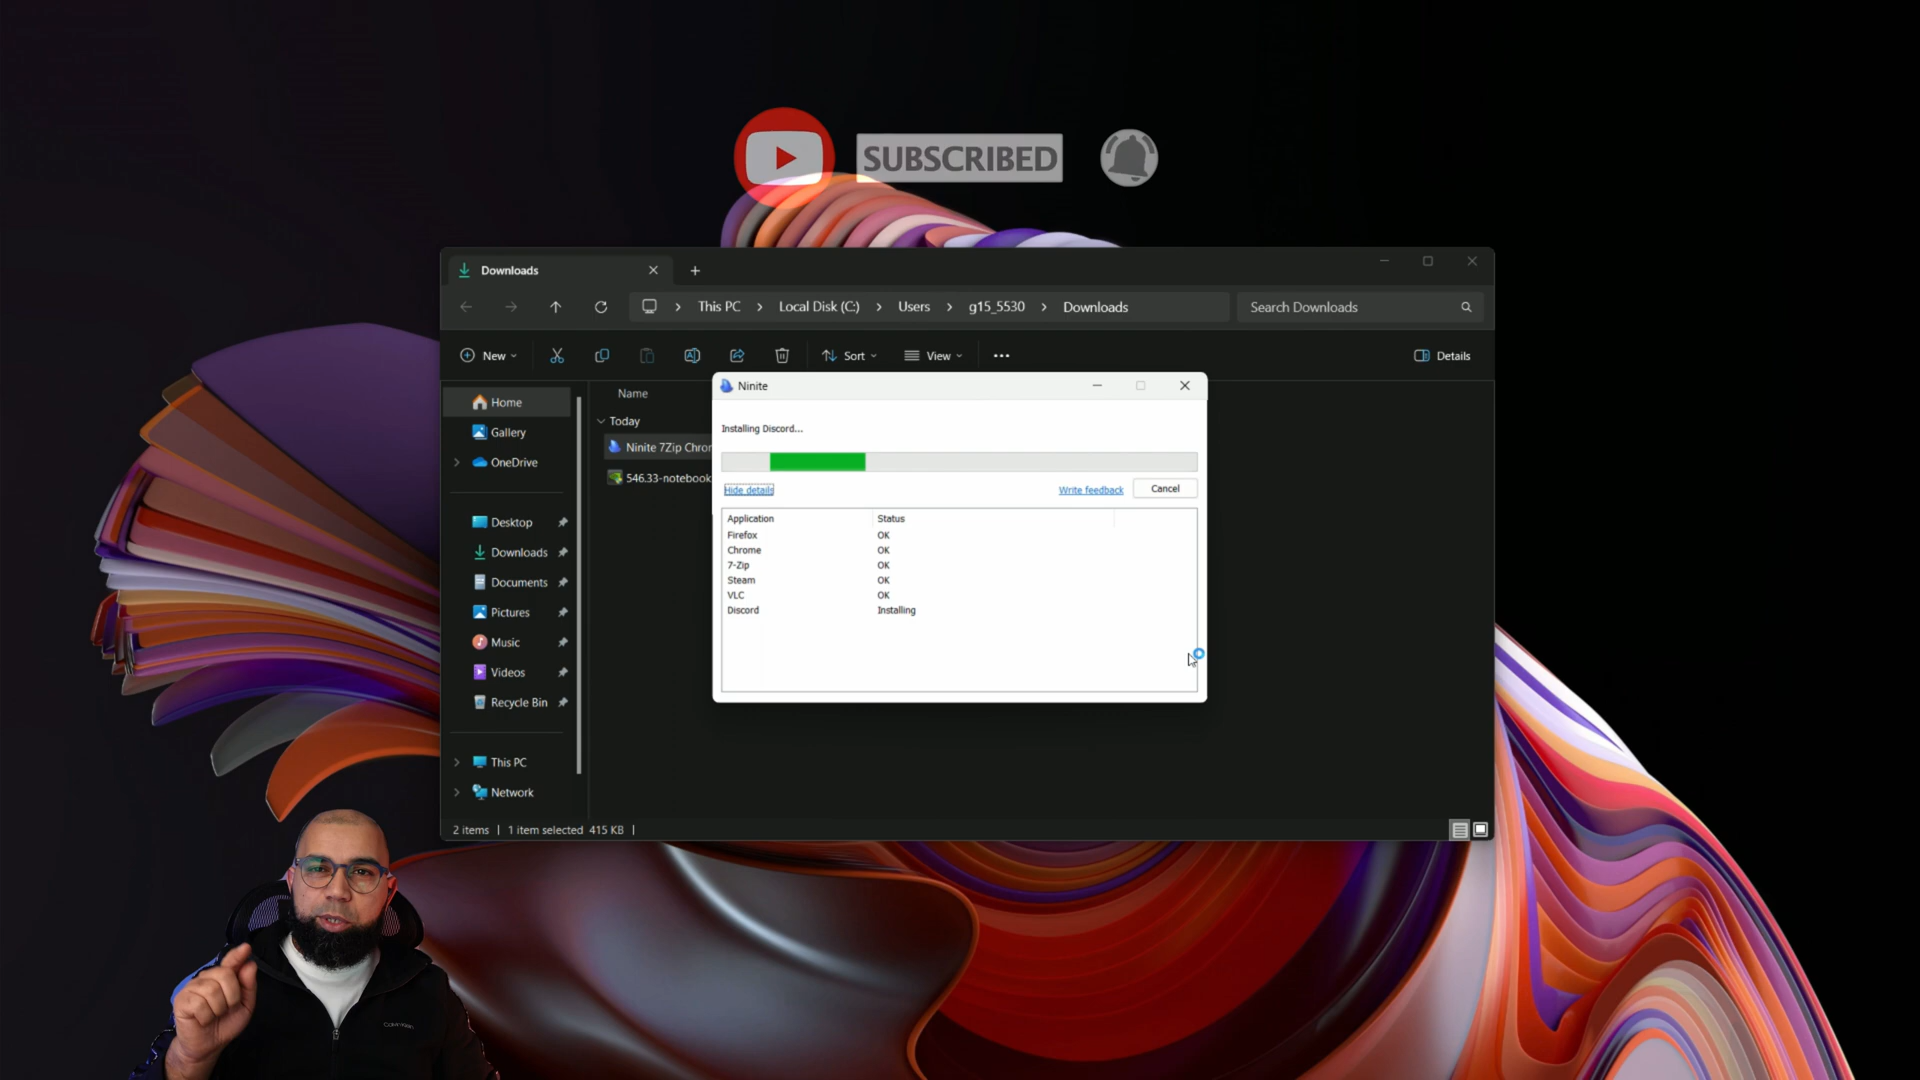 SUBSCRIBED
Downloads
This PC > Local Disk (C:) > Users > g15_5530 > Downloads
Search Downloads
New
Sort
View
Details
Home
Gallery
OneDrive
Desktop
Downloads
Documents
Pictures
Music
Videos
Recycle Bin
This PC
Network
Name
Today
Ninite 7Zip Chro
546.33-notebook
Ninite
Installing Discord...
Hide details
Write feedback
Cancel
Application Status
Firefox OK
Chrome OK
7-Zip OK
Steam OK
VLC OK
Discord Installing
2 items | 1 item selected 415 KB |
Calvin Klein